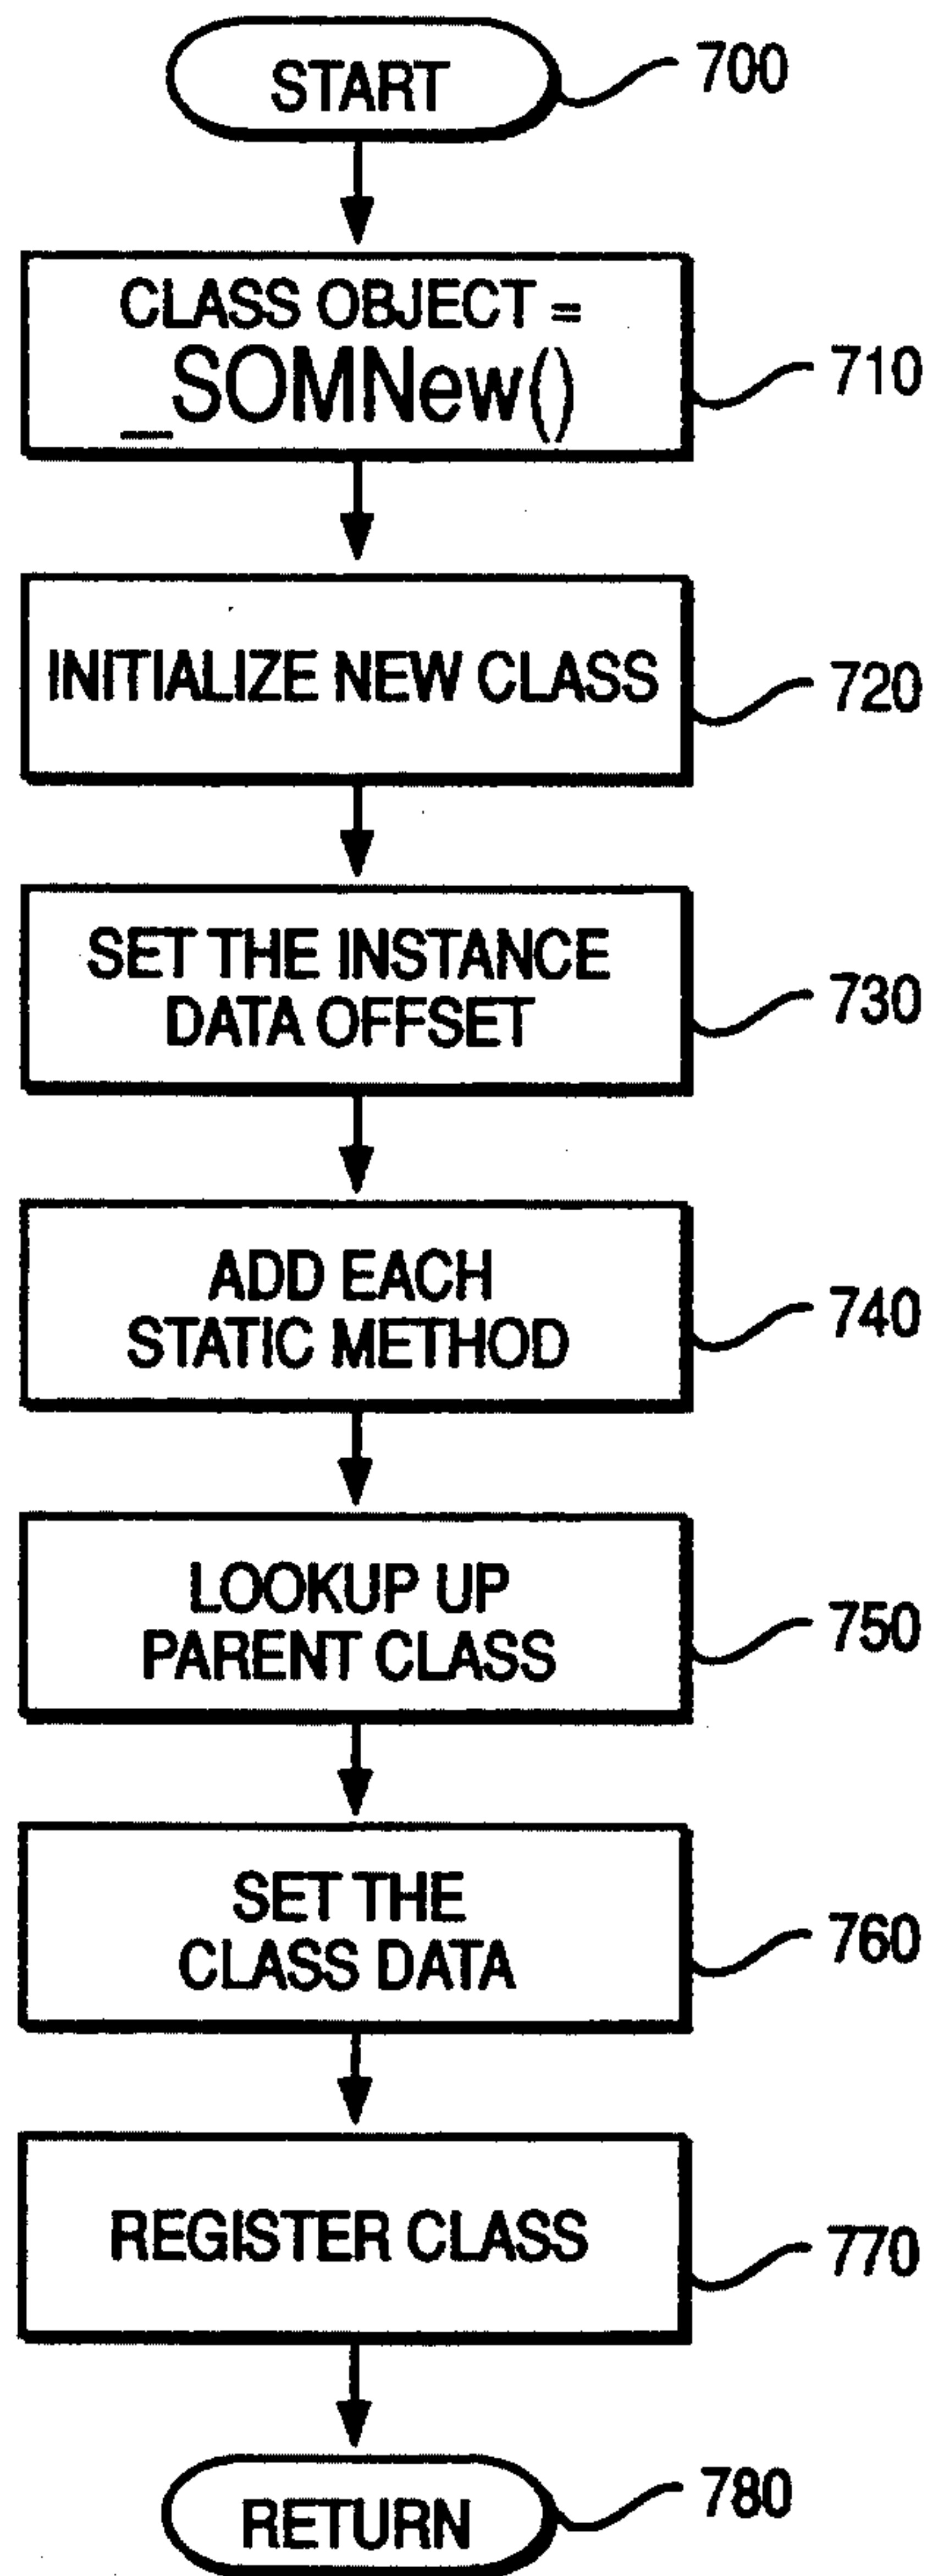 START
700
CLASS OBJECT =
_SOMNew()
710
INITIALIZE NEW CLASS
720
SET THE INSTANCE
DATA OFFSET
730
ADD EACH
STATIC METHOD
740
LOOKUP UP
PARENT CLASS
750
SET THE
CLASS DATA
760
REGISTER CLASS
770
RETURN
780